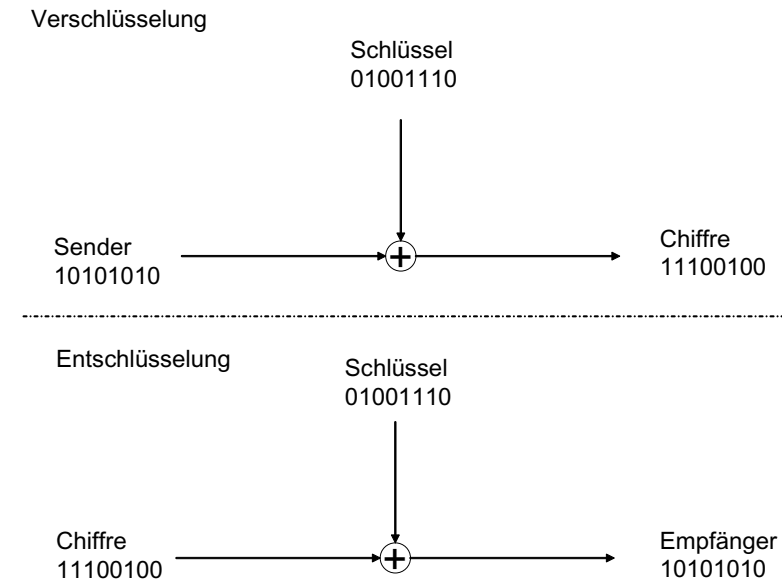 Verschlüsselung
Schlüssel
01001110
Sender
10101010
Chiffre
11100100
Entschlüsselung
Schlüssel
01001110
Chiffre
11100100
Empfänger
10101010